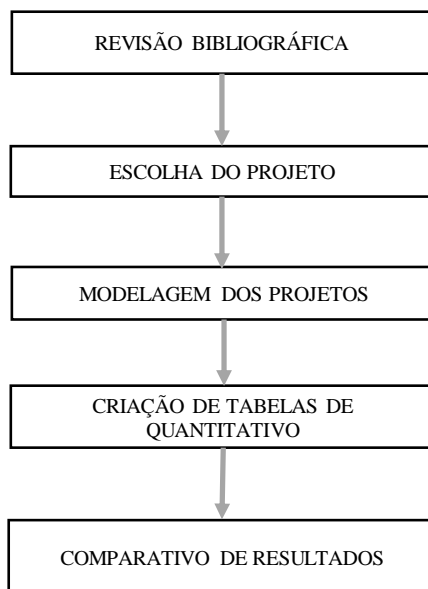 REVISÃO BIBLIOGRÁFICA
ESCOLHA DO PROJETO
MODELAGEM DOS PROJETOS
CRIAÇÃO DE TABELAS DE
QUANTITATIVO
COMPARATIVO DE RESULTADOS